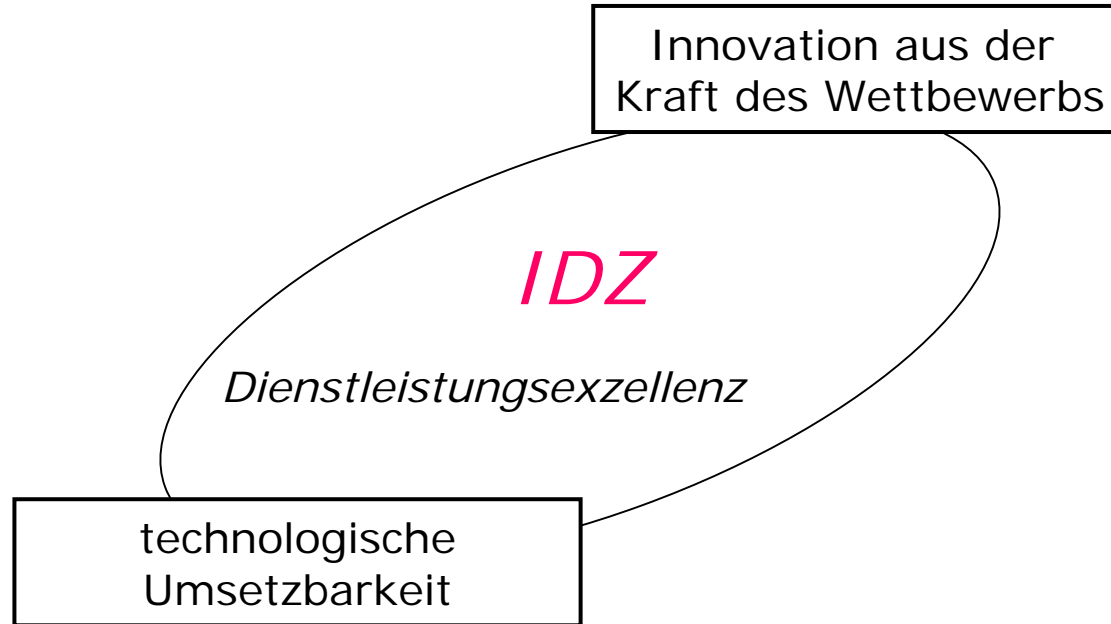 Innovation aus der
Kraft des Wettbewerbs
IDZ
Dienstleistungsexzellenz
technologische
Umsetzbarkeit